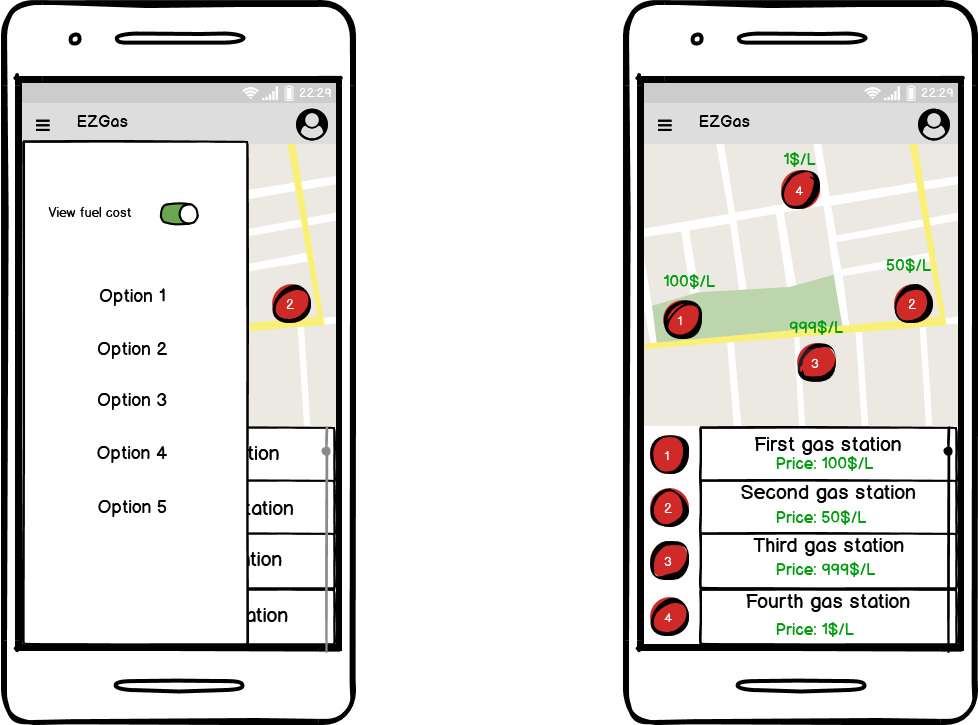 22:29
EZGas
View fuel cost
Option 1
Option 2
Option 3
Option 4
Option 5
2
tion
tation
ation
ation
22:29
EZGas
1$/L
4
50$/L
2
100$/L
1
999$/L
3
1
First gas station
Price: 100$/L
2
Second gas station
Price: 50$/L
3
Third gas station
Price: 999$/L
4
Fourth gas station
Price: 1$/L